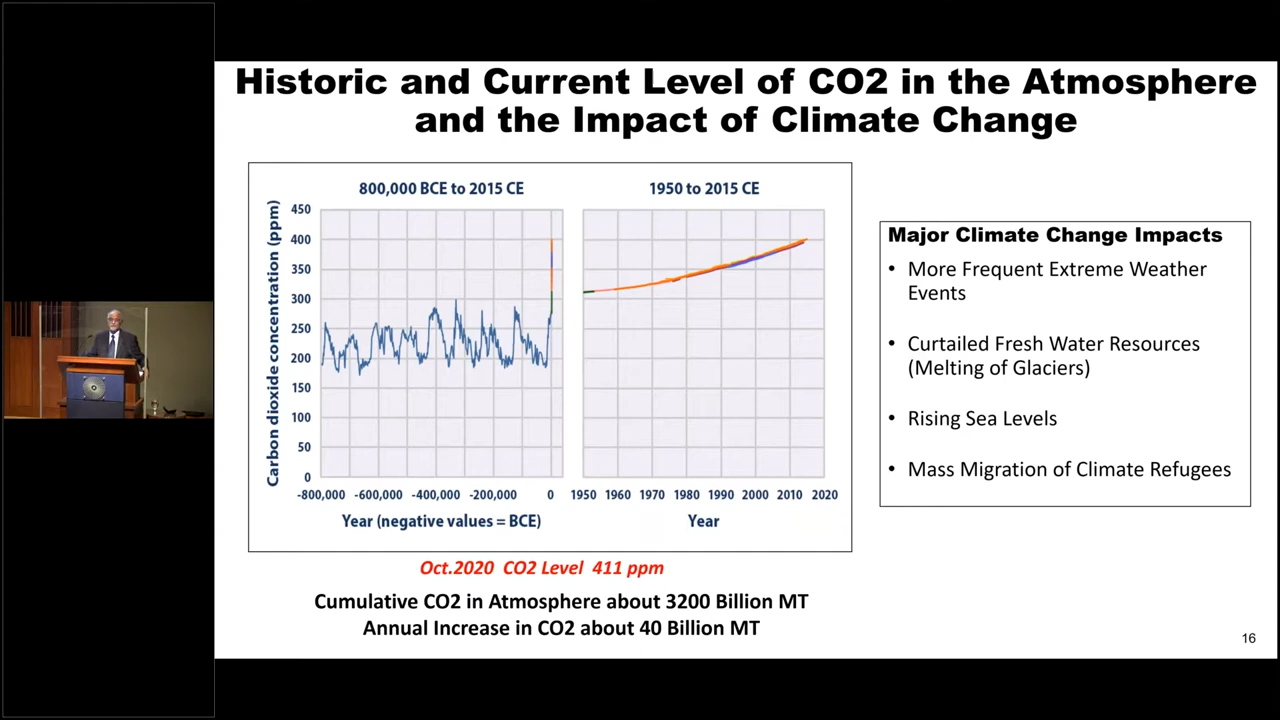 Historic and Current Level of CO2 in the Atmosphere
and the Impact of Climate Change
800,000 BCE to 2015 CE
1950 to 2015 CE
Carbon dioxide concentration (ppm)
450
400
350
300
250
200
150
100
50
0
-800,000 -600,000 -400,000 -200,000 0
1950 1960 1970 1980 1990 2000 2010 2020
Year (negative values = BCE)
Year
Oct.2020 CO2 Level 411 ppm
Cumulative CO2 in Atmosphere about 3200 Billion MT
Annual Increase in CO2 about 40 Billion MT
Major Climate Change Impacts
• More Frequent Extreme Weather
Events
• Curtailed Fresh Water Resources
(Melting of Glaciers)
• Rising Sea Levels
• Mass Migration of Climate Refugees
16